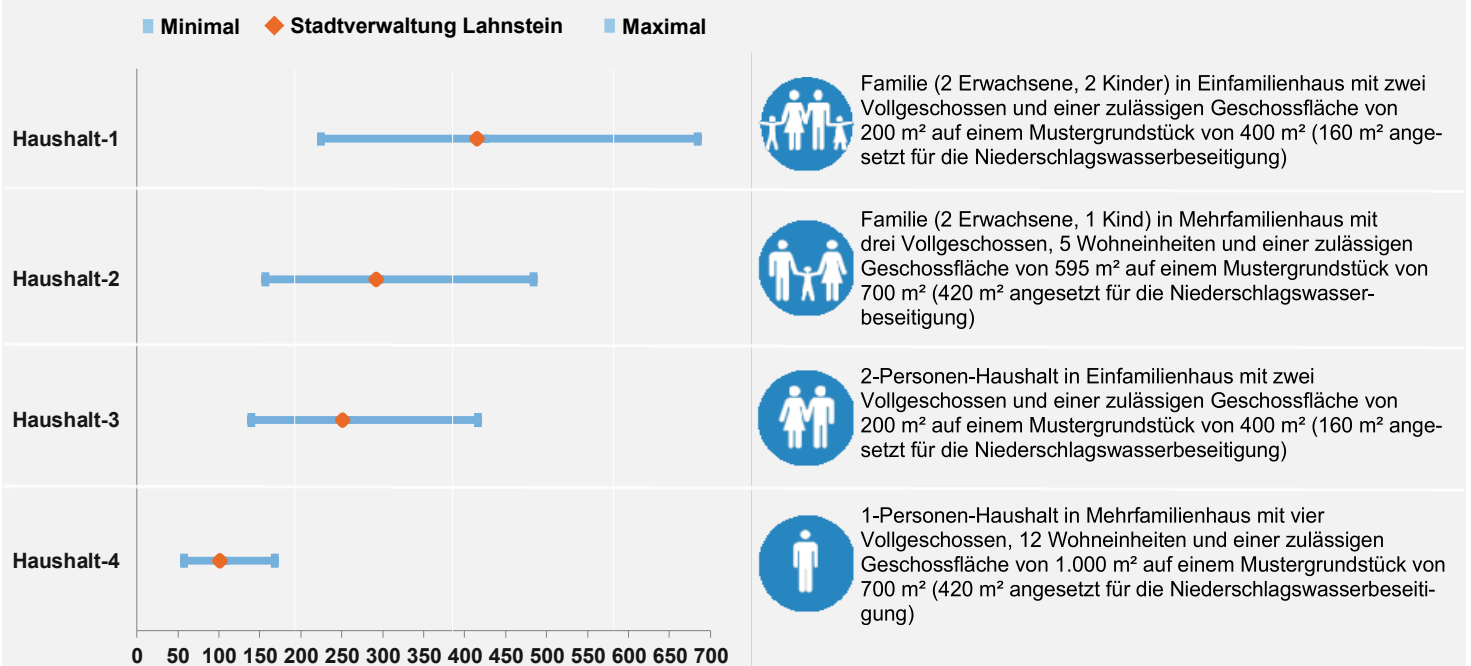 Minimal Stadtverwaltung Lahnstein Maximal
Haushalt-1
Familie (2 Erwachsene, 2 Kinder) in Einfamilienhaus mit zwei
Vollgeschossen und einer zulässigen Geschossfläche von
200 m² auf einem Mustergrundstück von 400 m² (160 m² ange-
setzt für die Niederschlagswasserbeseitigung)
Haushalt-2
Familie (2 Erwachsene, 1 Kind) in Mehrfamilienhaus mit
drei Vollgeschossen, 5 Wohneinheiten und einer zulässigen
Geschossfläche von 595 m² auf einem Mustergrundstück von
700 m² (420 m² angesetzt für die Niederschlagswasser-
beseitigung)
Haushalt-3
2-Personen-Haushalt in Einfamilienhaus mit zwei
Vollgeschossen und einer zulässigen Geschossfläche von
200 m² auf einem Mustergrundstück von 400 m² (160 m² ange-
setzt für die Niederschlagswasserbeseitigung)
Haushalt-4
1-Personen-Haushalt in Mehrfamilienhaus mit vier
Vollgeschossen, 12 Wohneinheiten und einer zulässigen
Geschossfläche von 1.000 m² auf einem Mustergrundstück von
700 m² (420 m² angesetzt für die Niederschlagswasserbeseiti-
gung)
0 50 100 150 200 250 300 350 400 450 500 550 600 650 700